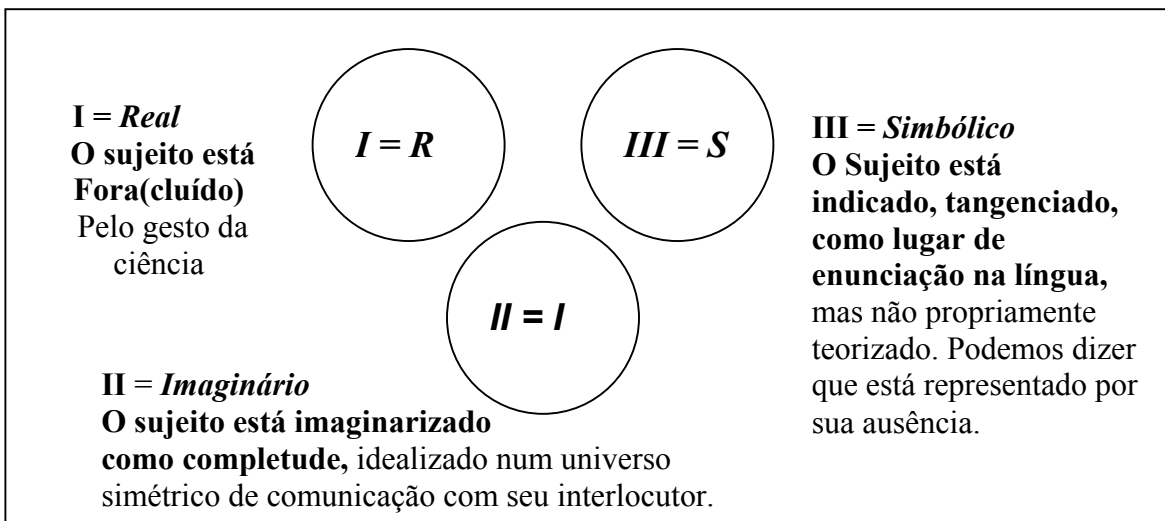 I = Real
O sujeito está
Fora(cluído)
Pelo gesto da
ciência
I = R
III = S
III = Simbólico
O Sujeito está
indicado, tangenciado,
como lugar de
enunciação na língua,
mas não propriamente
teorizado. Podemos dizer
que está representado por
sua ausência.
II = I
II = Imaginário
O sujeito está imaginarizado
como completude, idealizado num universo
simétrico de comunicação com seu interlocutor.